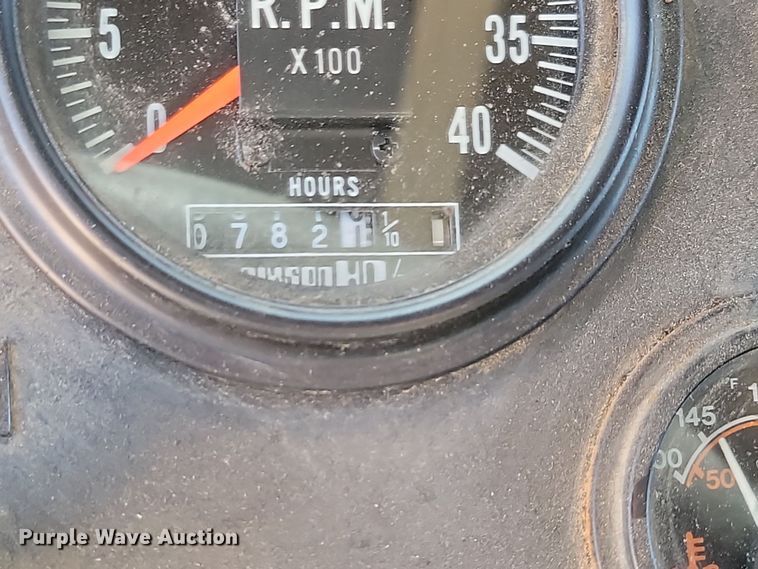 R.P.M.
X100
5
35
0
40
HOURS
0 7 8 2 1/10
°F
145
50
Purple Wave Auction